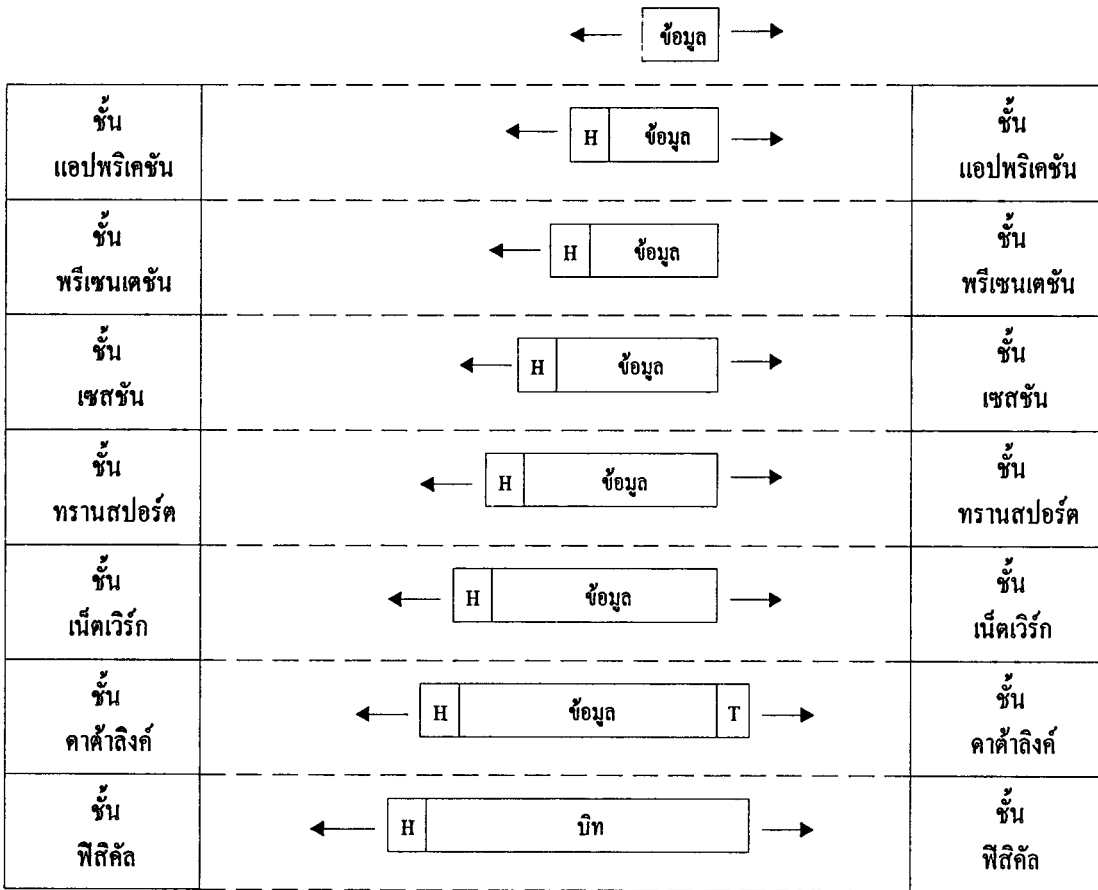 ข้อมูล
ชั้น
แอปพริเคชัน
H ข้อมูล
ชั้น
แอปพริเคชัน
ชั้น
พรีเซนเตชัน
H ข้อมูล
ชั้น
พรีเซนเตชัน
ชั้น
เซสชัน
H ข้อมูล
ชั้น
เซสชัน
ชั้น
ทรานสปอร์ต
H ข้อมูล
ชั้น
ทรานสปอร์ต
ชั้น
เน็ตเวิร์ก
H ข้อมูล
ชั้น
เน็ตเวิร์ก
ชั้น
ดาต้าลิงค์
H ข้อมูล T
ชั้น
ดาต้าลิงค์
ชั้น
ฟิสิคัล
H บิท
ชั้น
ฟิสิคัล